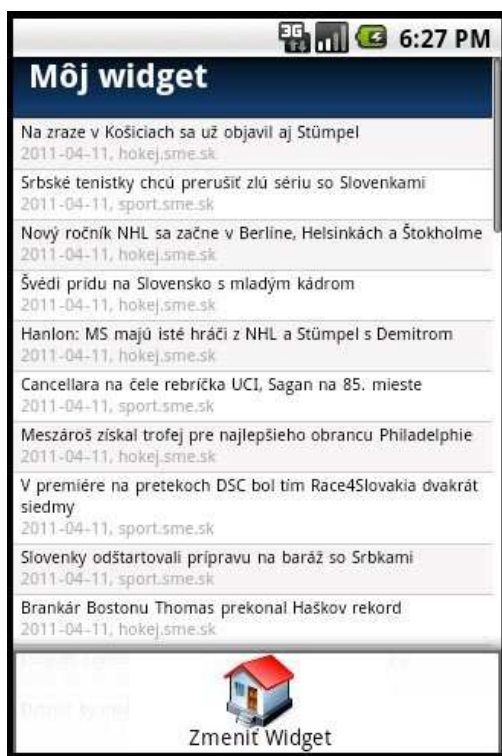 3G 6:27 PM
Môj widget
Na zraze v Košiciach sa už objavil aj Stümpel
2011-04-11, hokej.sme.sk
Srbské tenistky chcú prerušiť zlú sériu so Slovenkami
2011-04-11, sport.sme.sk
Nový ročník NHL sa začne v Berlíne, Helsinkách a Štokholme
2011-04-11, hokej.sme.sk
Švédi prídu na Slovensko s mladým kádrom
2011-04-11, hokej.sme.sk
Hanlon: MS majú isté hráči z NHL a Stümpel s Demitrom
2011-04-11, hokej.sme.sk
Cancellara na čele rebríčka UCI, Sagan na 85. mieste
2011-04-11, sport.sme.sk
Meszároš získal trofej pre najlepšieho obrancu Philadelphie
2011-04-11, hokej.sme.sk
V premiére na pretekoch DSC bol tím Race4Slovakia dvakrát
siedmy
2011-04-11, sport.sme.sk
Slovenky odštartovali prípravu na baráž so Srbkami
2011-04-11, sport.sme.sk
Brankár Bostonu Thomas prekonal Haškov rekord
2011-04-11, hokej.sme.sk
Zmeniť Widget